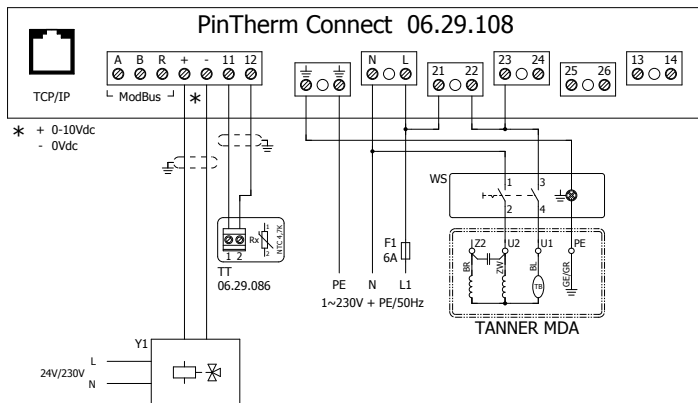 PinTherm Connect 06.29.108
A B R + - 11 12
N L
21 22
23 24
25 26
13 14
TCP/IP
ModBus *
* + 0-10Vdc
- 0Vdc
WS
1 3
2 4
Rx
NTC 4,7K
1
2
1 2
TT
06.29.086
F1
6A
PE N L1
1~230V + PE/50Hz
Z2 U2 U1 PE
BR
ZW
BL
GE/GR
TB
TANNER MDA
Y1
L
24V/230V
N